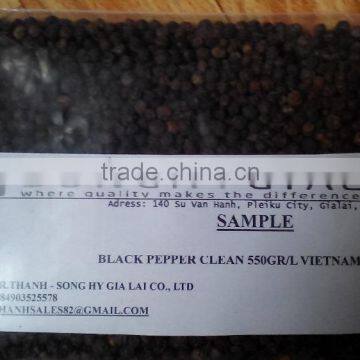 trade.china.cn
where quality makes the difference
Adress: 140 Su Van Hanh, Pleiku City, Gialai,
SAMPLE
BLACK PEPPER CLEAN 550GR/L VIETNAM
R.THANH - SONG HY GIA LAI CO., LTD
84903525578
HANHSALES82@GMAIL.COM